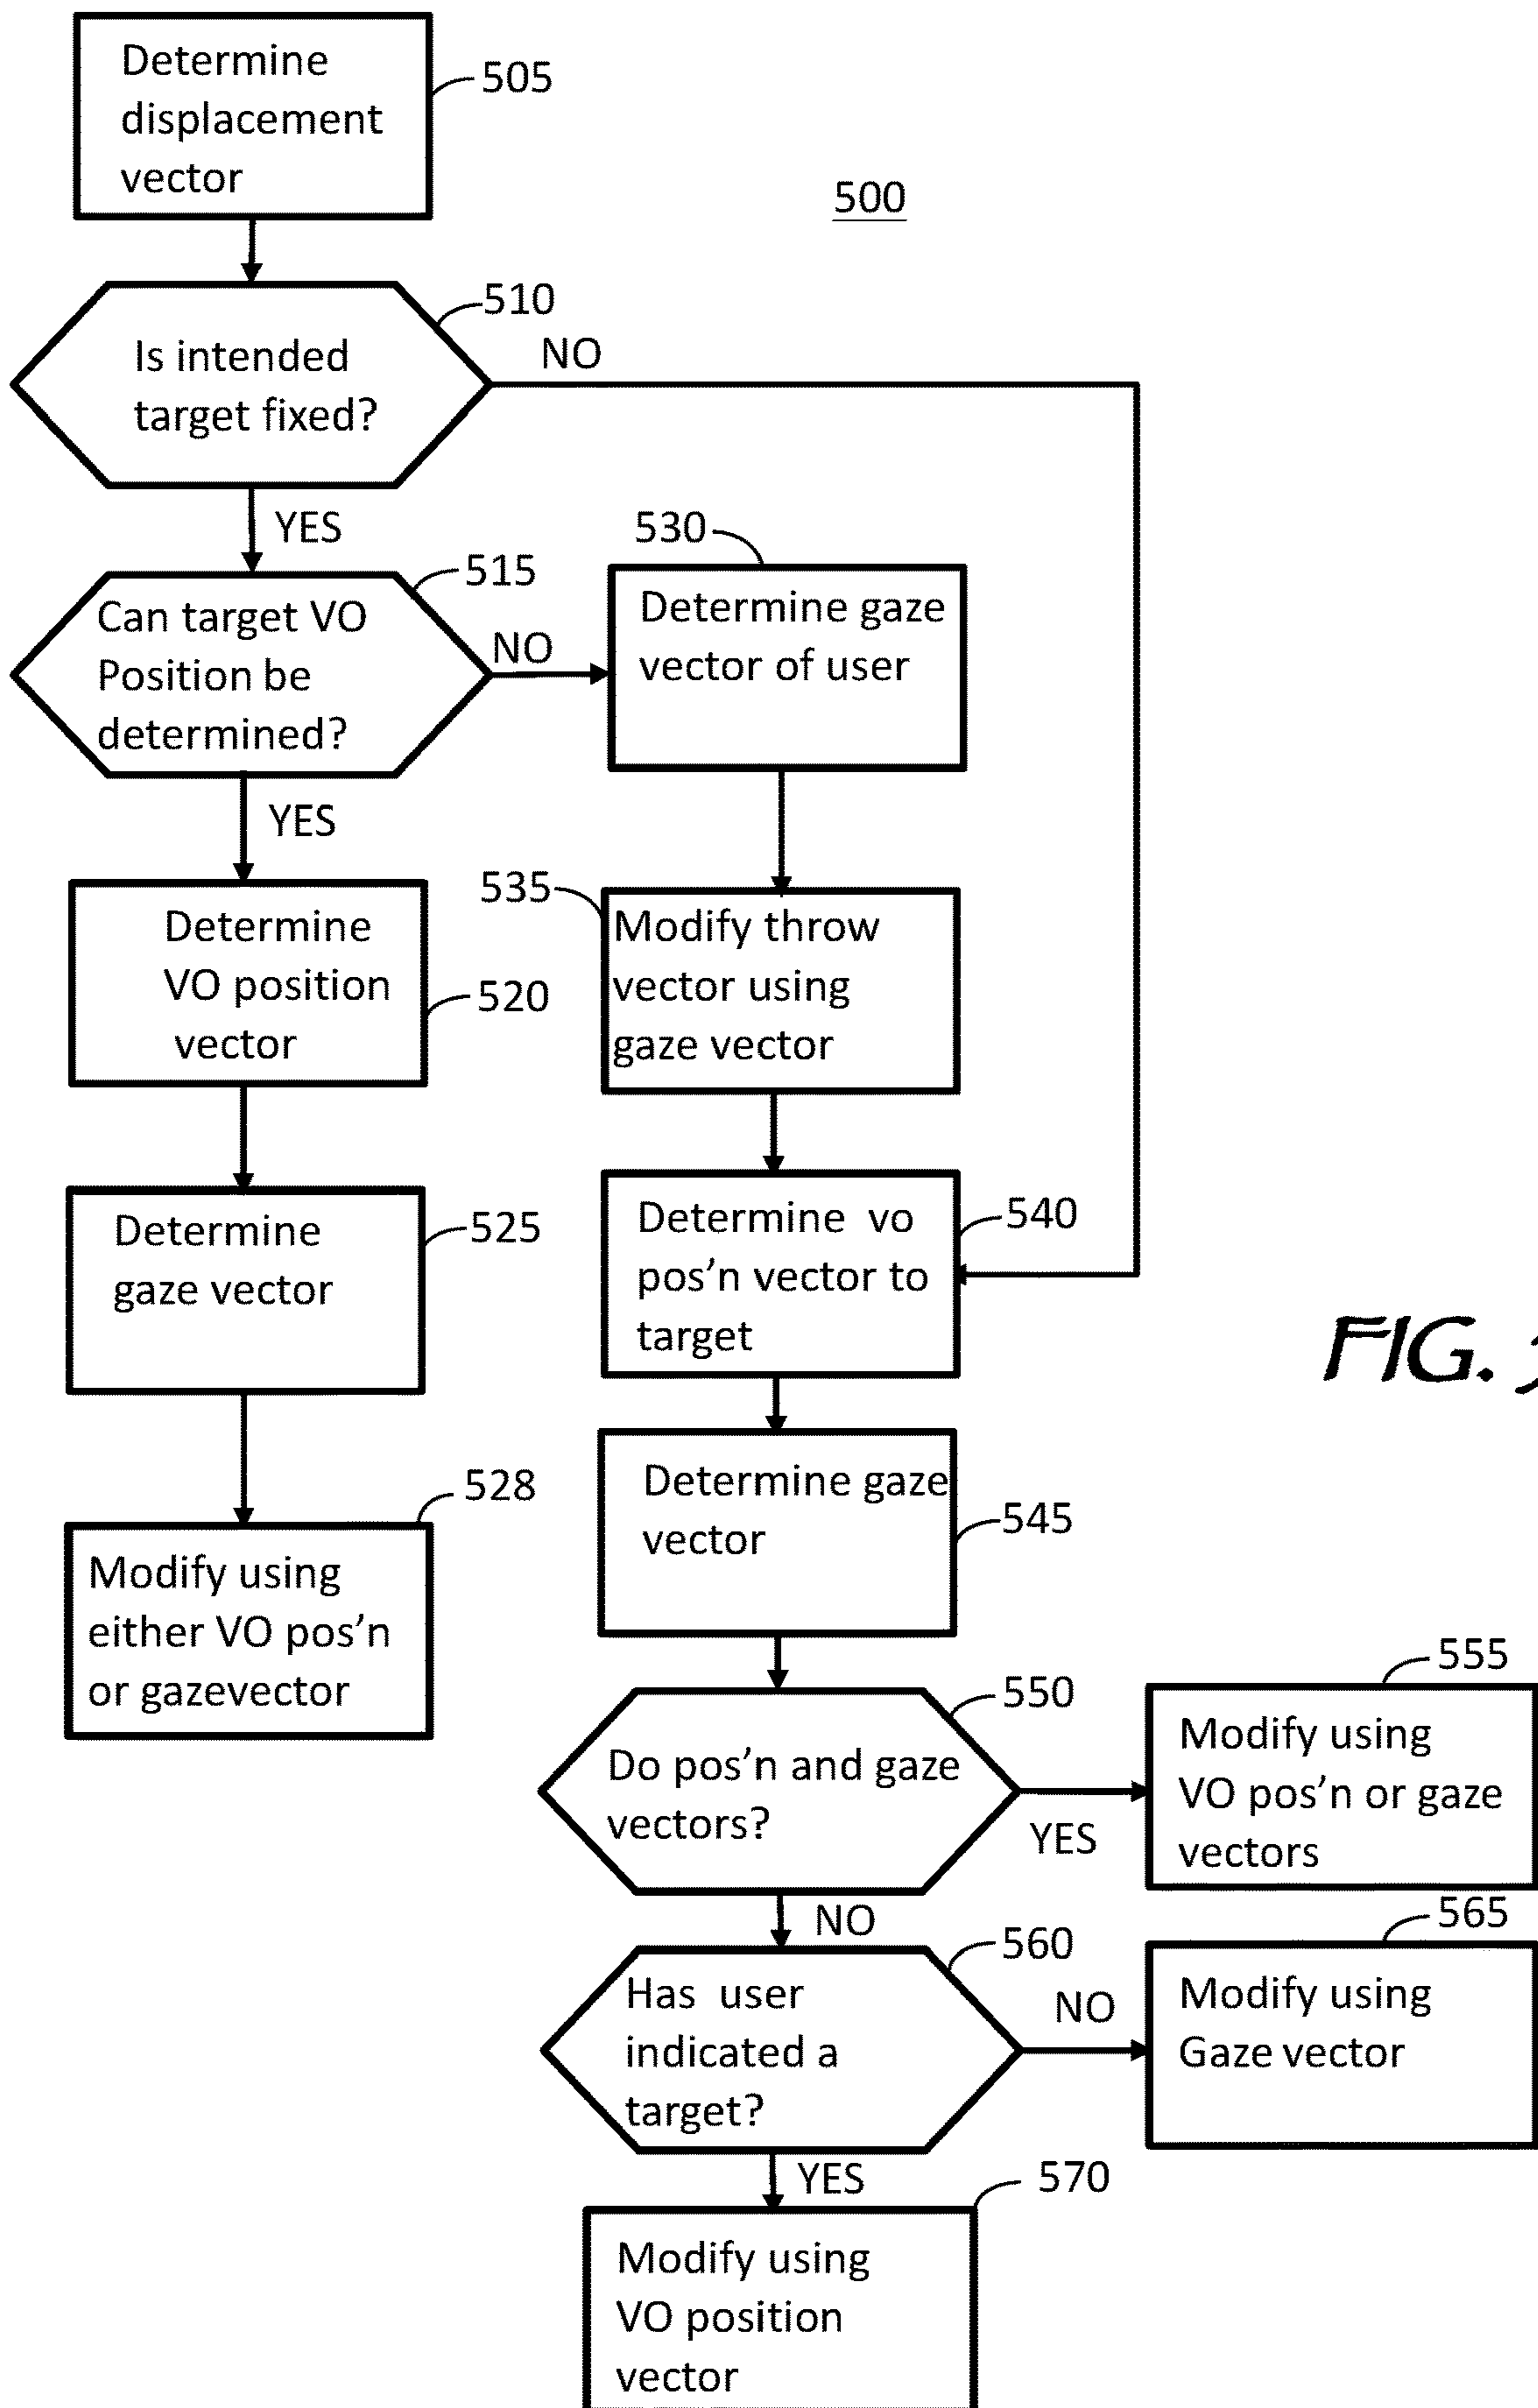 Determine
displacement
vector
505
500
510
Is intended
target fixed?
NO
YES
515
Can target VO
Position be
determined?
NO
530
Determine gaze
vector of user
YES
Determine
VO position
vector
520
535
Modify throw
vector using
gaze vector
Determine
gaze vector
525
Determine vo
pos'n vector to
target
540
FIG.
528
Modify using
either VO pos'n
or gazevector
Determine gaze
vector
545
550
Do pos'n and gaze
vectors?
YES
555
Modify using
VO pos'n or gaze
vectors
NO
560
Has user
indicated a
target?
NO
565
Modify using
Gaze vector
YES
570
Modify using
VO position
vector